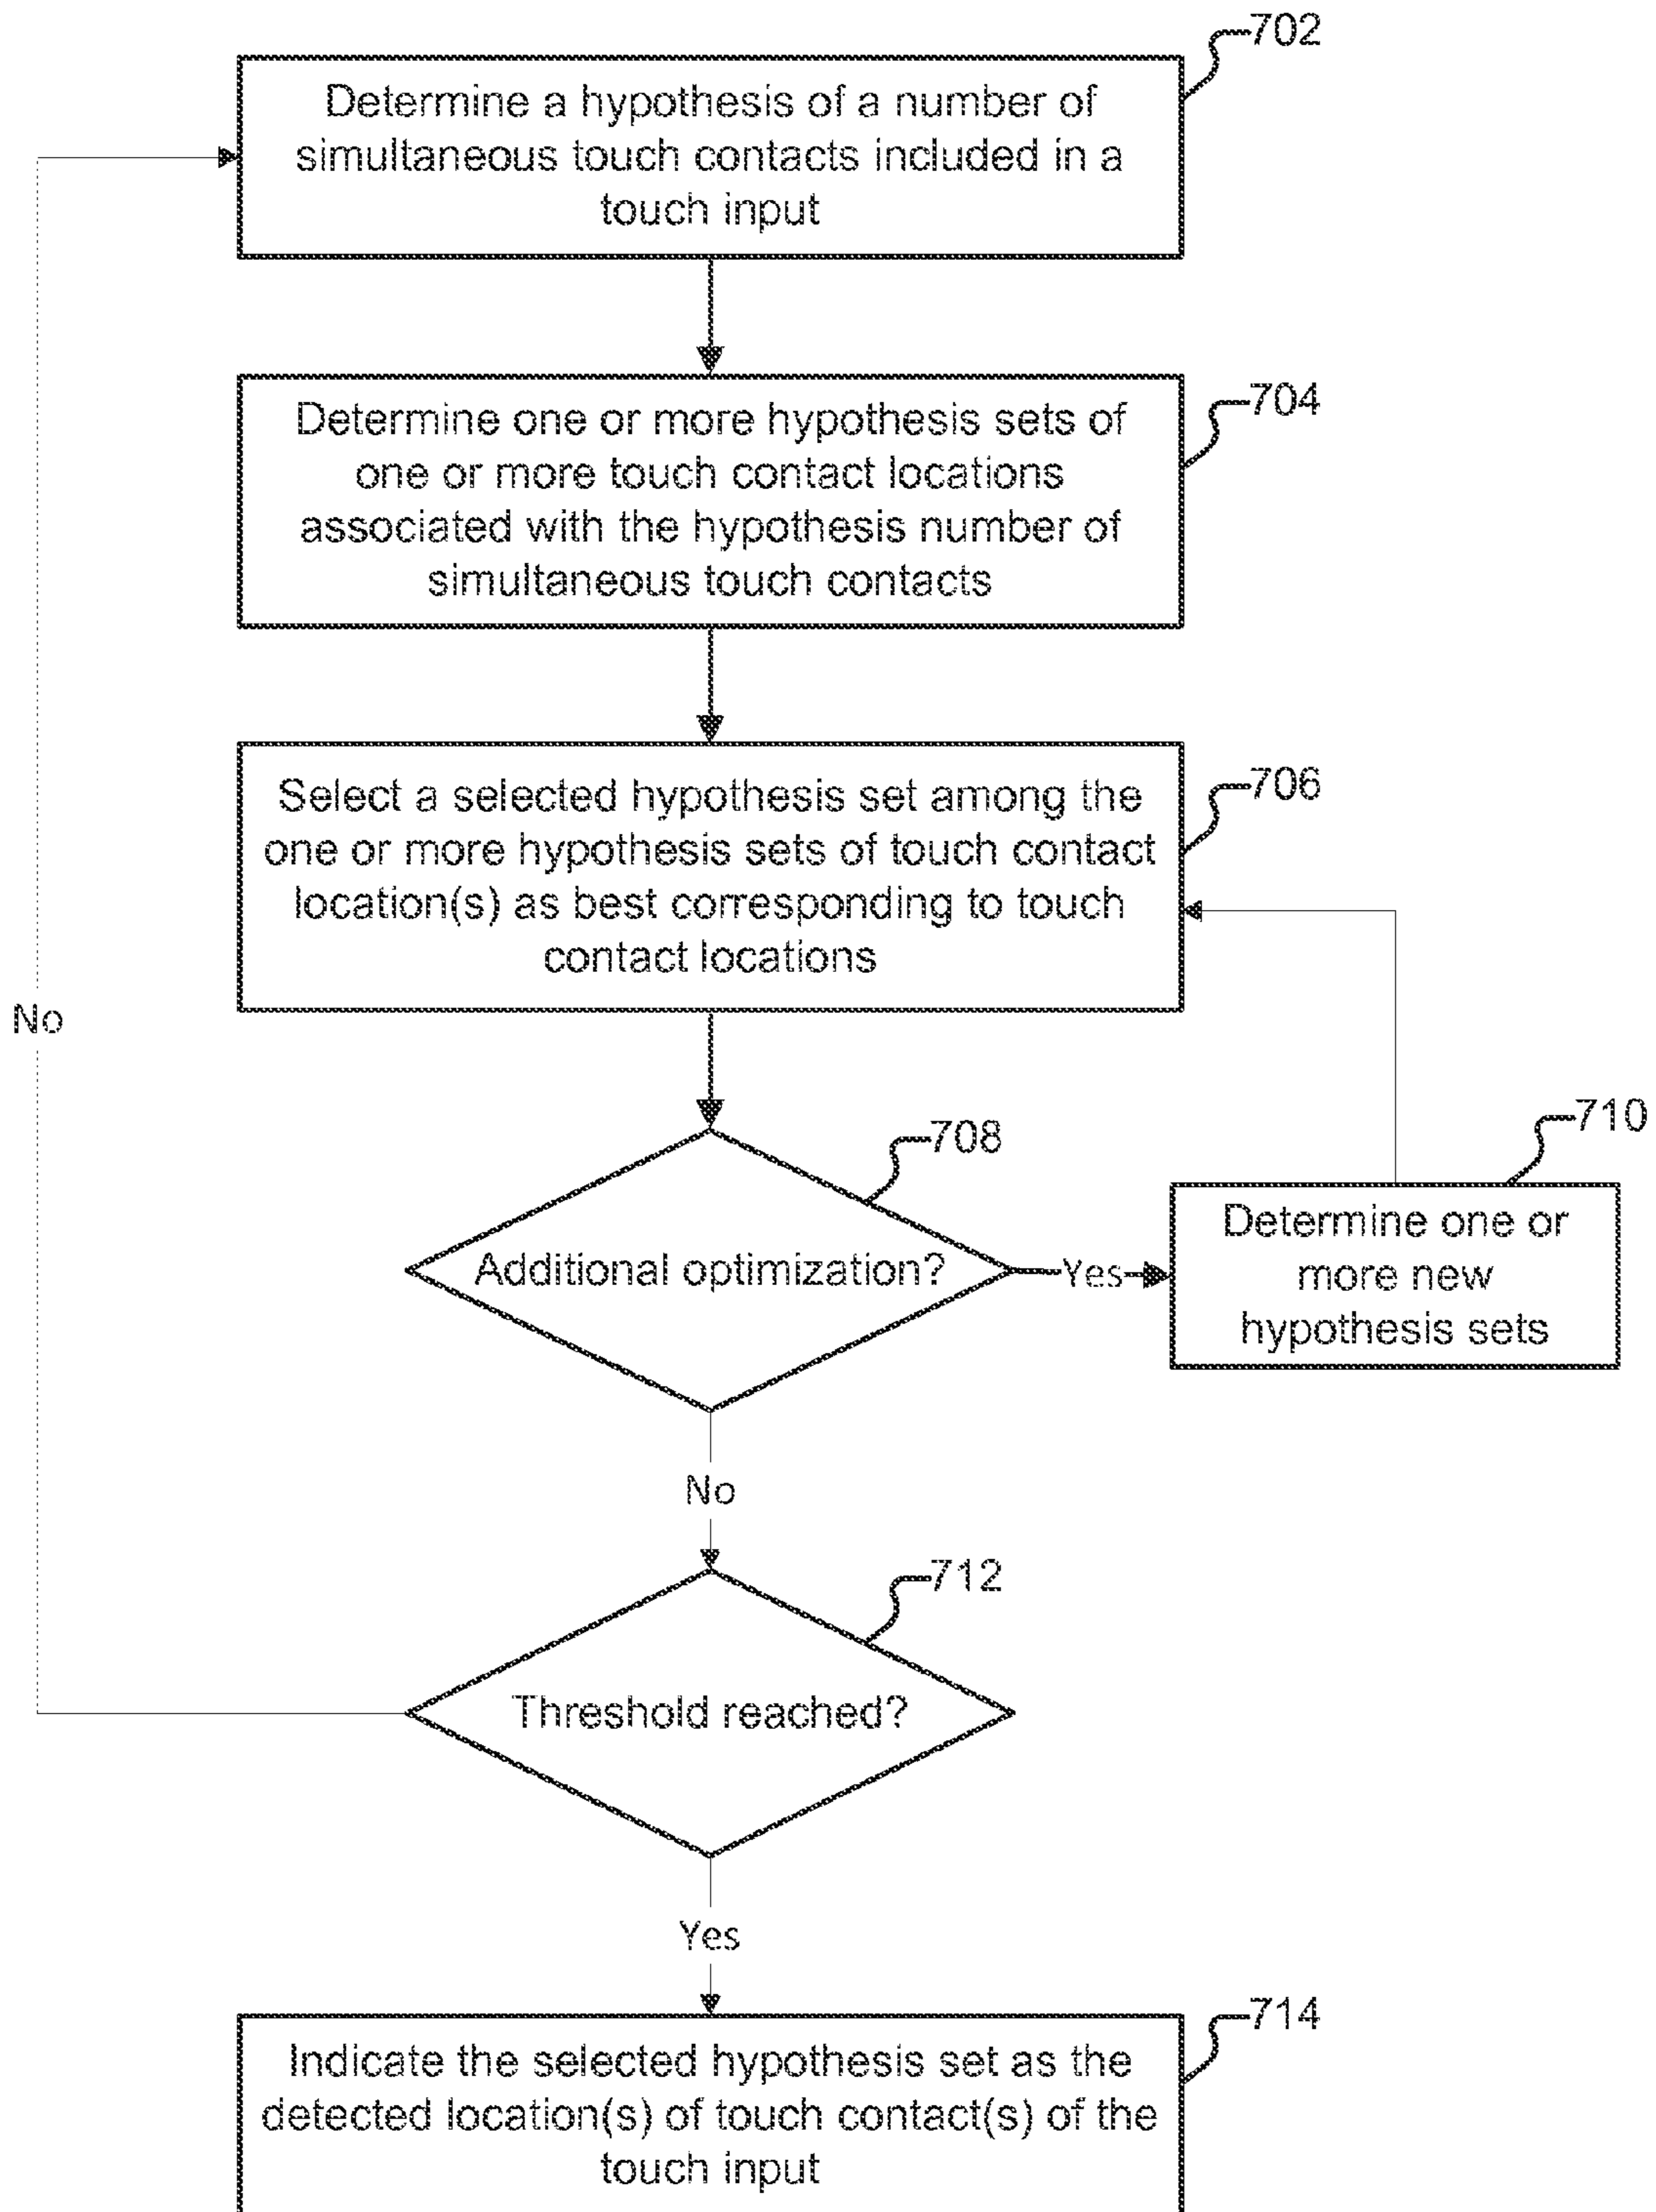 702
Determine a hypothesis of a number of
simultaneous touch contacts included in a
touch input
704
Determine one or more hypothesis sets of
one or more touch contact locations
associated with the hypothesis number of
simultaneous touch contacts
706
Select a selected hypothesis set among the
one or more hypothesis sets of touch contact
location(s) as best corresponding to touch
contact locations
No
708
Additional optimization?
Yes
710
Determine one or
more new
hypothesis sets
No
712
Threshold reached?
Yes
714
Indicate the selected hypothesis set as the
detected location(s) of touch contact(s) of the
touch input